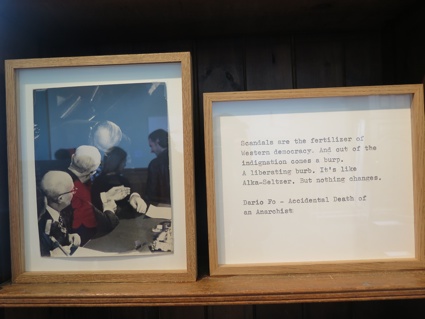 Scandals are the fertilizer of
Western democracy. And out of the
indignation comes a burp.
A liberating burb. It's like
Alka-Seltzer. But nothing changes.
Dario Fo - Accidental Death of
an Anarchist